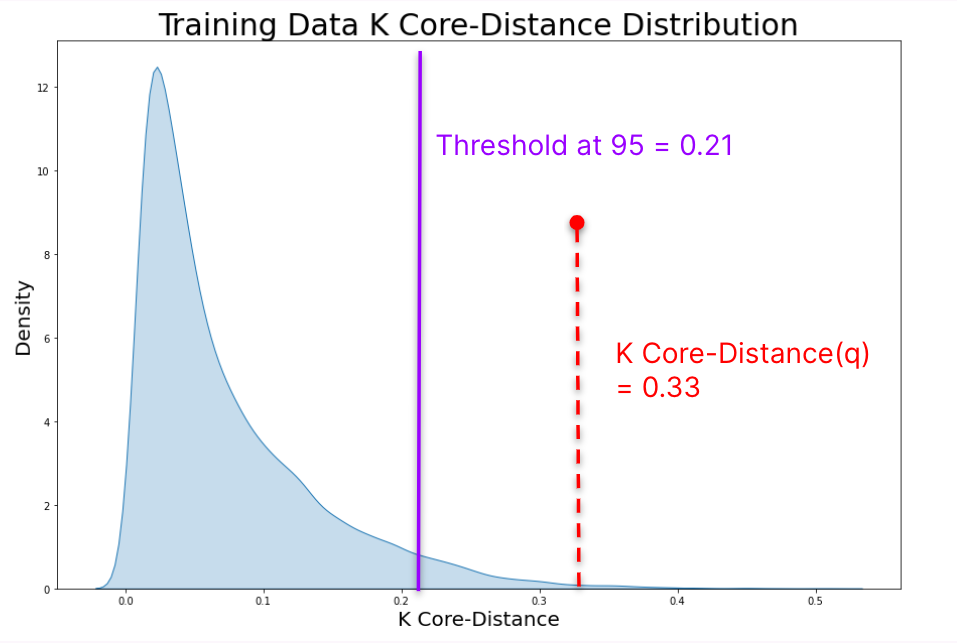 Training Data K Core-Distance Distribution
12
10
8
6
4
2
0
Density
Threshold at 95 = 0.21
K Core-Distance(q)
= 0.33
0.0
0.1
0.2
0.3
0.4
0.5
K Core-Distance